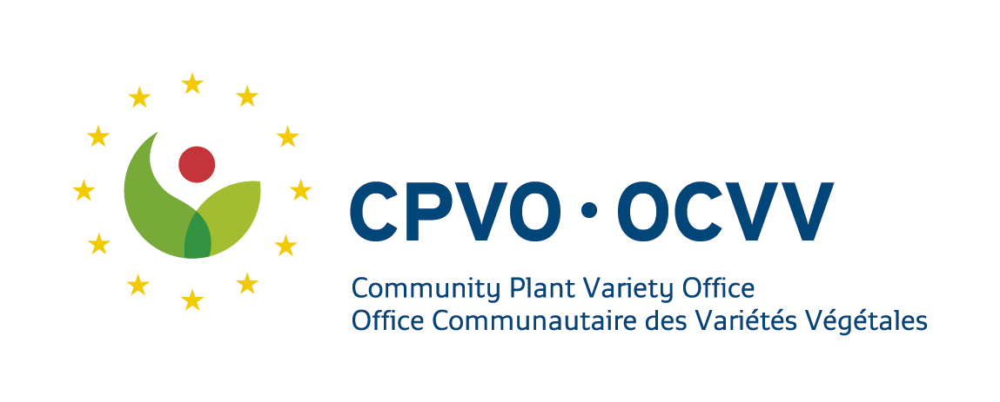 CPVO · OCVV
Community Plant Variety Office
Office Communautaire des Variétés Végétales